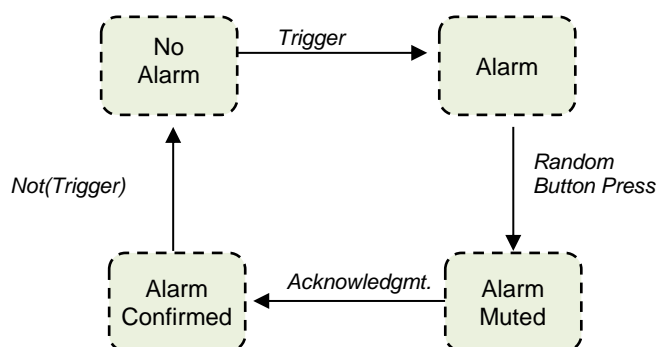 No
Alarm
Trigger
Alarm
Not(Trigger)
Random
Button Press
Alarm
Confirmed
Acknowledgmt.
Alarm
Muted